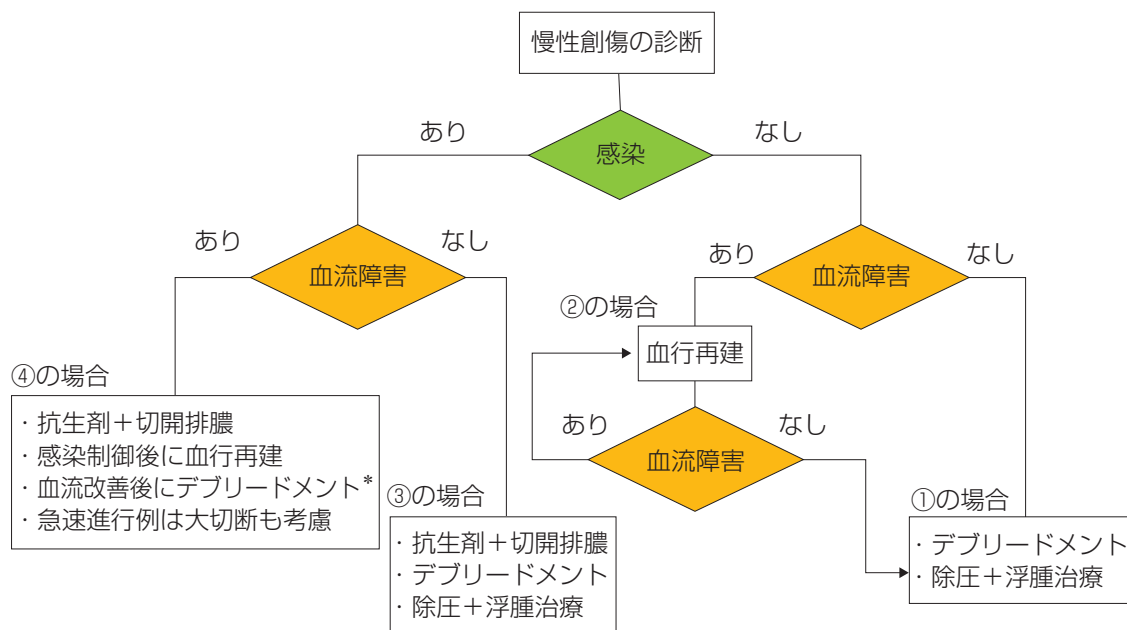 慢性創傷の診断
あり
なし
感染
あり
なし
血流障害
あり
なし
血流障害
②の場合
血行再建
あり
なし
血流障害
④の場合
・抗生剤＋切開排膿
・感染制御後に血行再建
・血流改善後にデブリードメント*
・急速進行例は大切断も考慮
③の場合
・抗生剤＋切開排膿
・デブリードメント
・除圧＋浮腫治療
①の場合
・デブリードメント
・除圧＋浮腫治療